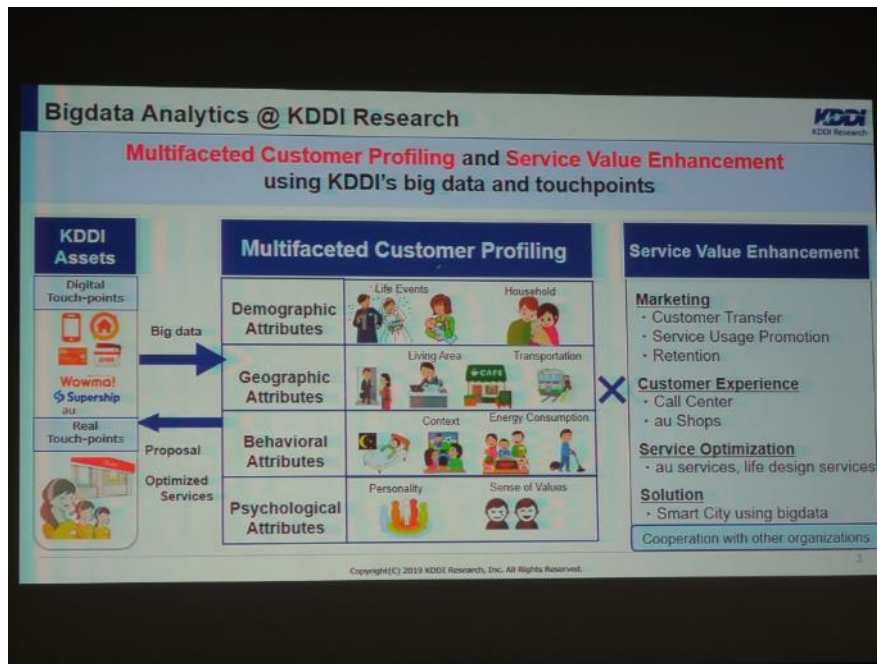 Bigdata Analytics @ KDDI Research
KDDI
KDDI Research
Multifaceted Customer Profiling and Service Value Enhancement
using KDDI's big data and touchpoints
KDDI
Assets
Digital
Touch-points
Wowma!
Supership
au
Real
Touch-points
Big data
Proposal
Optimized
Services
Multifaceted Customer Profiling
Demographic
Attributes
Life Events
Household
Geographic
Attributes
Living Area
Transportation
CAFE
Behavioral
Attributes
Context
Energy Consumption
Psychological
Attributes
Personality
Sense of Values
Service Value Enhancement
Marketing
・Customer Transfer
・Service Usage Promotion
・Retention
Customer Experience
・Call Center
・au Shops
Service Optimization
・au services, life design services
Solution
・Smart City using bigdata
Cooperation with other organizations
3
Copyright(C) 2019 KDDI Research, Inc. All Rights Reserved.